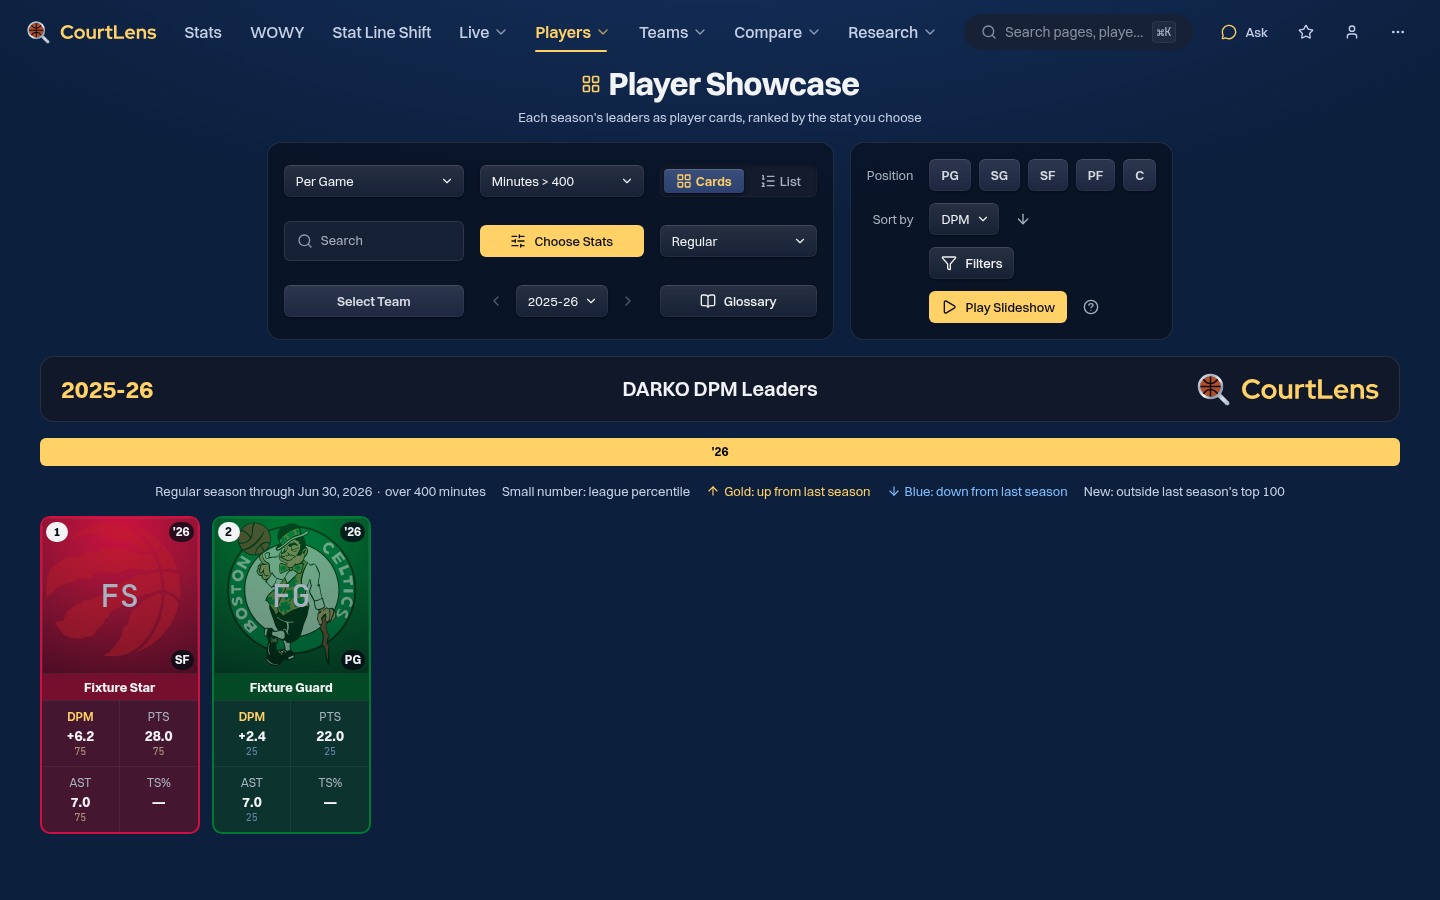 CourtLens Stats WOWY Stat Line Shift Live Players Teams Compare Research Search pages, playe... ⌘K Ask
Player Showcase
Each season's leaders as player cards, ranked by the stat you choose
Per Game Minutes > 400 Cards List
Search Choose Stats Regular
Select Team 2025-26 Glossary
Position PG SG SF PF C
Sort by DPM
Filters
Play Slideshow
2025-26 DARKO DPM Leaders CourtLens
'26
Regular season through Jun 30, 2026 · over 400 minutes Small number: league percentile ↑ Gold: up from last season ↓ Blue: down from last season New: outside last season's top 100
1 '26
FS
SF
Fixture Star
DPM PTS
+6.2 28.0
75 75
AST TS%
7.0 —
75
2 '26
BOSTON CELTICS
FG
PG
Fixture Guard
DPM PTS
+2.4 22.0
25 25
AST TS%
7.0 —
25